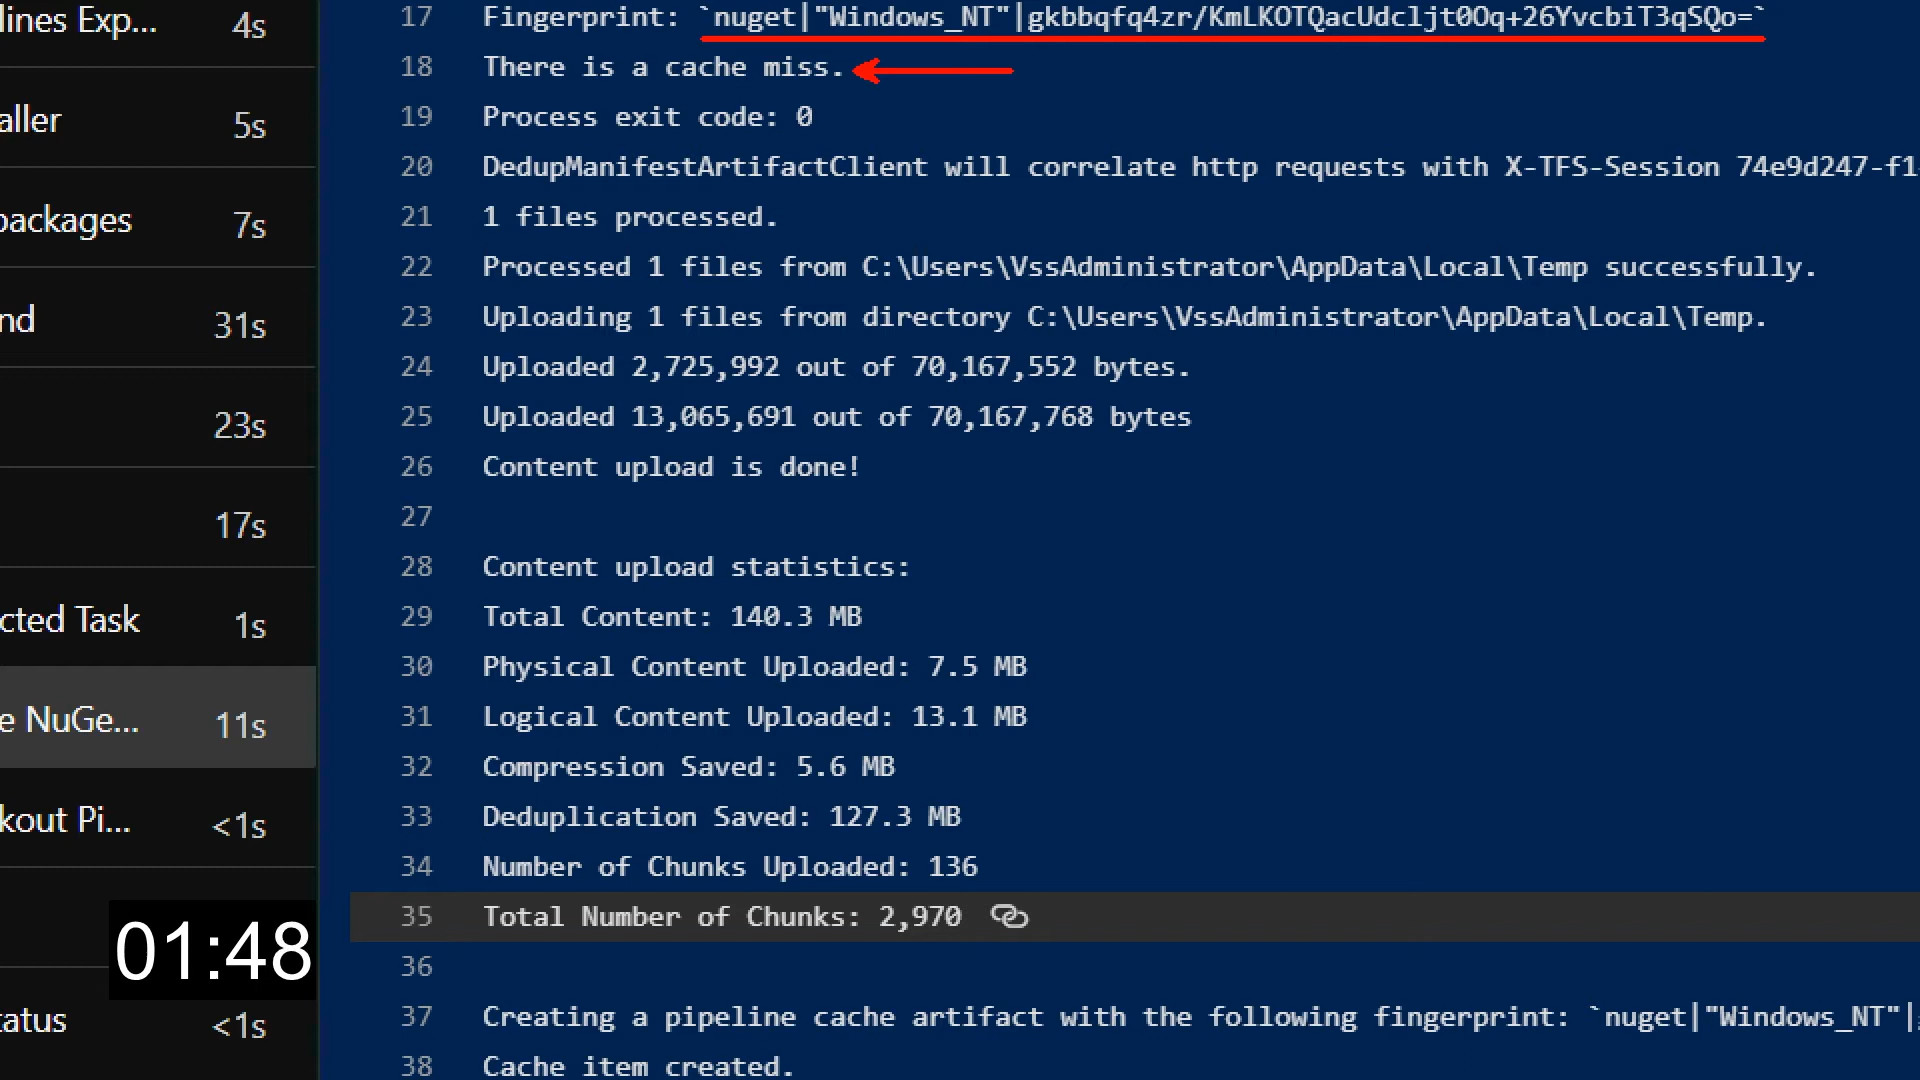 lines Exp... 4s
aller 5s
packages 7s
nd 31s
23s
17s
cted Task 1s
e NuGe... 11s
kout Pi... <1s
01:48
tatus <1s
17 Fingerprint: `nuget|"Windows_NT"|gkbbqfq4zr/KmLKOTQacUdcljt0Oq+26YvcbiT3qSQo=`
18 There is a cache miss.
19 Process exit code: 0
20 DedupManifestArtifactClient will correlate http requests with X-TFS-Session 74e9d247-f1
21 1 files processed.
22 Processed 1 files from C:\Users\VssAdministrator\AppData\Local\Temp successfully.
23 Uploading 1 files from directory C:\Users\VssAdministrator\AppData\Local\Temp.
24 Uploaded 2,725,992 out of 70,167,552 bytes.
25 Uploaded 13,065,691 out of 70,167,768 bytes
26 Content upload is done!
27
28 Content upload statistics:
29 Total Content: 140.3 MB
30 Physical Content Uploaded: 7.5 MB
31 Logical Content Uploaded: 13.1 MB
32 Compression Saved: 5.6 MB
33 Deduplication Saved: 127.3 MB
34 Number of Chunks Uploaded: 136
35 Total Number of Chunks: 2,970
36
37 Creating a pipeline cache artifact with the following fingerprint: `nuget|"Windows_NT"|
38 Cache item created.